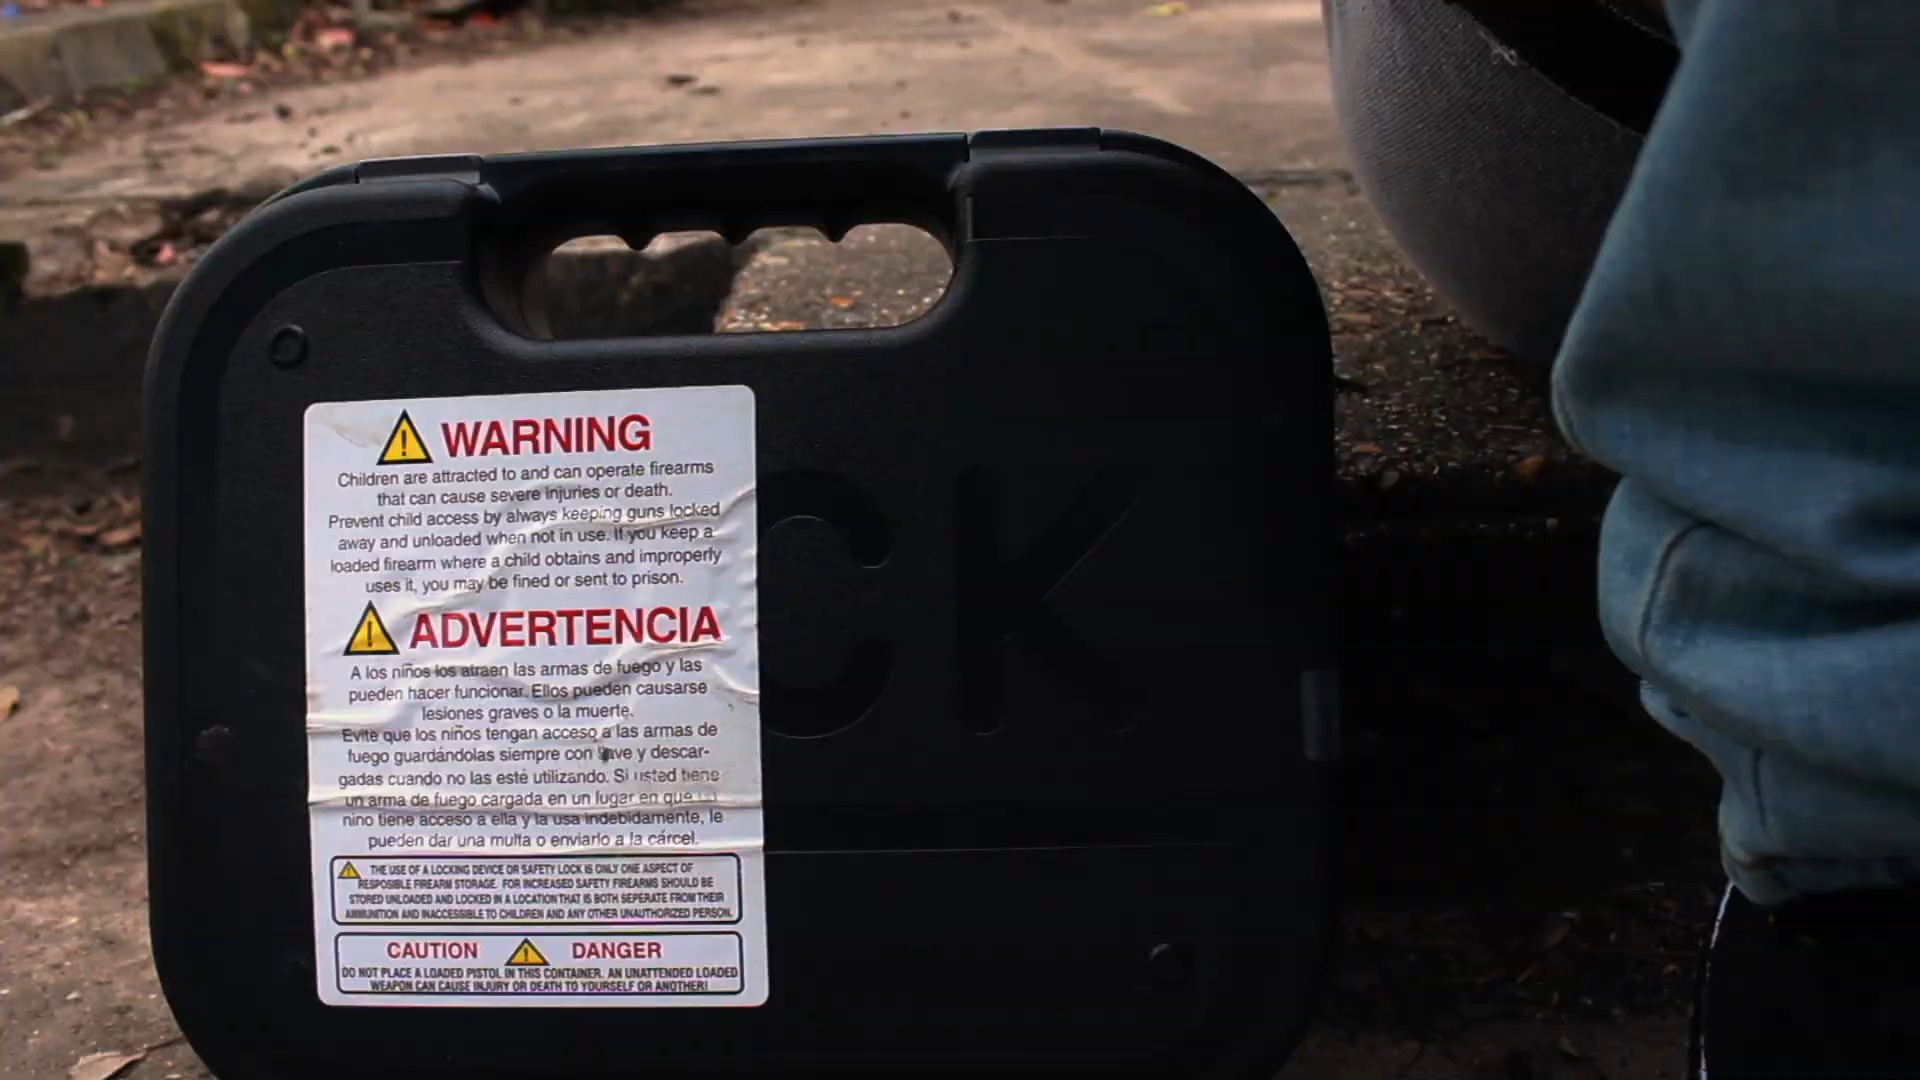 WARNING
Children are attracted to and can operate firearms
that can cause severe injuries or death.
Prevent child access by always keeping guns locked
away and unloaded when not in use. If you keep a
loaded firearm where a child obtains and improperly
uses it, you may be fined or sent to prison.
ADVERTENCIA
A los niños los atraen las armas de fuego y las
pueden hacer funcionar. Ellos pueden causarse
lesiones graves o la muerte.
Evite que los niños tengan acceso a las armas de
fuego guardándolas siempre con llave y descar-
gadas cuando no las esté utilizando. Si usted tiene
un arma de fuego cargada en un lugar en que un
nino tiene acceso a ella y la usa indebidamente, le
pueden dar una multa o enviarlo a la cárcel.
THE USE OF A LOCKING DEVICE OR SAFETY LOCK IS ONLY ONE ASPECT OF
RESPOSIBLE FIREARM STORAGE. FOR INCREASED SAFETY FIREARMS SHOULD BE
STORED UNLOADED AND LOCKED IN A LOCATION THAT IS BOTH SEPERATE FROM THEIR
AMMUNITION AND INACCESSIBLE TO CHILDREN AND ANY OTHER UNAUTHORIZED PERSON.
CAUTION DANGER
DO NOT PLACE A LOADED PISTOL IN THIS CONTAINER. AN UNATTENDED LOADED
WEAPON CAN CAUSE INJURY OR DEATH TO YOURSELF OR ANOTHER!
CK